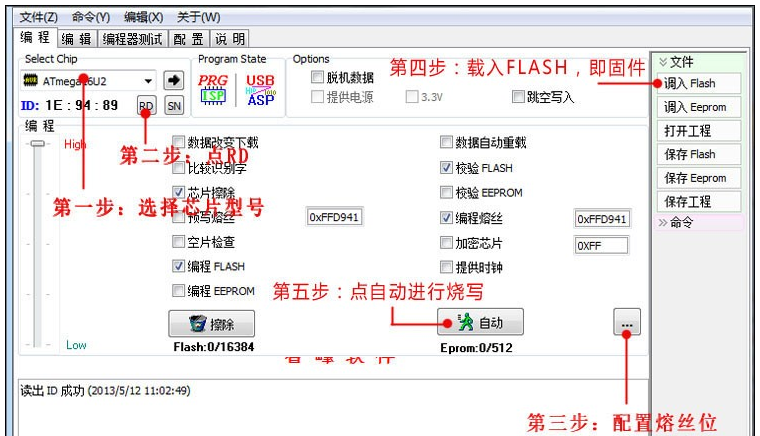 文件(Z) 命令(Y) 编辑(X) 关于(W)
编 程 编 辑 编程器测试 配 置 说 明
Select Chip Program State Options
ATmega16U2
PRG ISP USB ASP
脱机数据
第四步：载入FLASH，即固件
提供电源 3.3V 跳空写入
ID: 1E : 94 : 89 RD SN
文件
调入 Flash
调入 Eeprom
打开工程
保存 Flash
保存 Eeprom
保存工程
命令
编 程
High
第二步：点RD
第一步：选择芯片型号
数据改变下载 数据自动重载
比较识别字 校验 FLASH
芯片擦除 校验 EEPROM
预写熔丝 0xFFD941 编程熔丝 0xFFD941
空片检查 加密芯片 0XFF
编程 FLASH 提供时钟
编程 EEPROM
第五步：点自动进行烧写
擦除 自动 ...
Low Flash:0/16384 Eprom:0/512
读出 ID 成功 (2013/5/12 11:02:49)
第三步：配置熔丝位